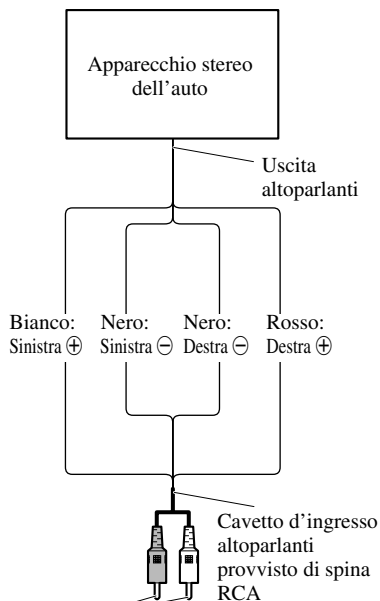 Apparecchio stereo
dell'auto
Uscita
altoparlanti
Bianco:
Sinistra ⊕
Nero:
Sinistra ⊖
Nero:
Destra ⊖
Rosso:
Destra ⊕
Cavetto d'ingresso
altoparlanti
provvisto di spina
RCA